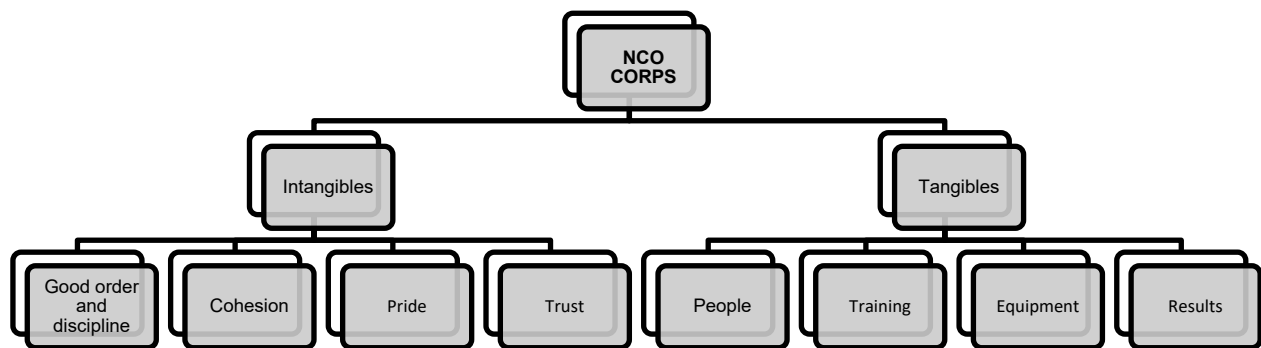 NCO
CORPS
Intangibles
Tangibles
Good order
and
discipline
Cohesion
Pride
Trust
People
Training
Equipment
Results